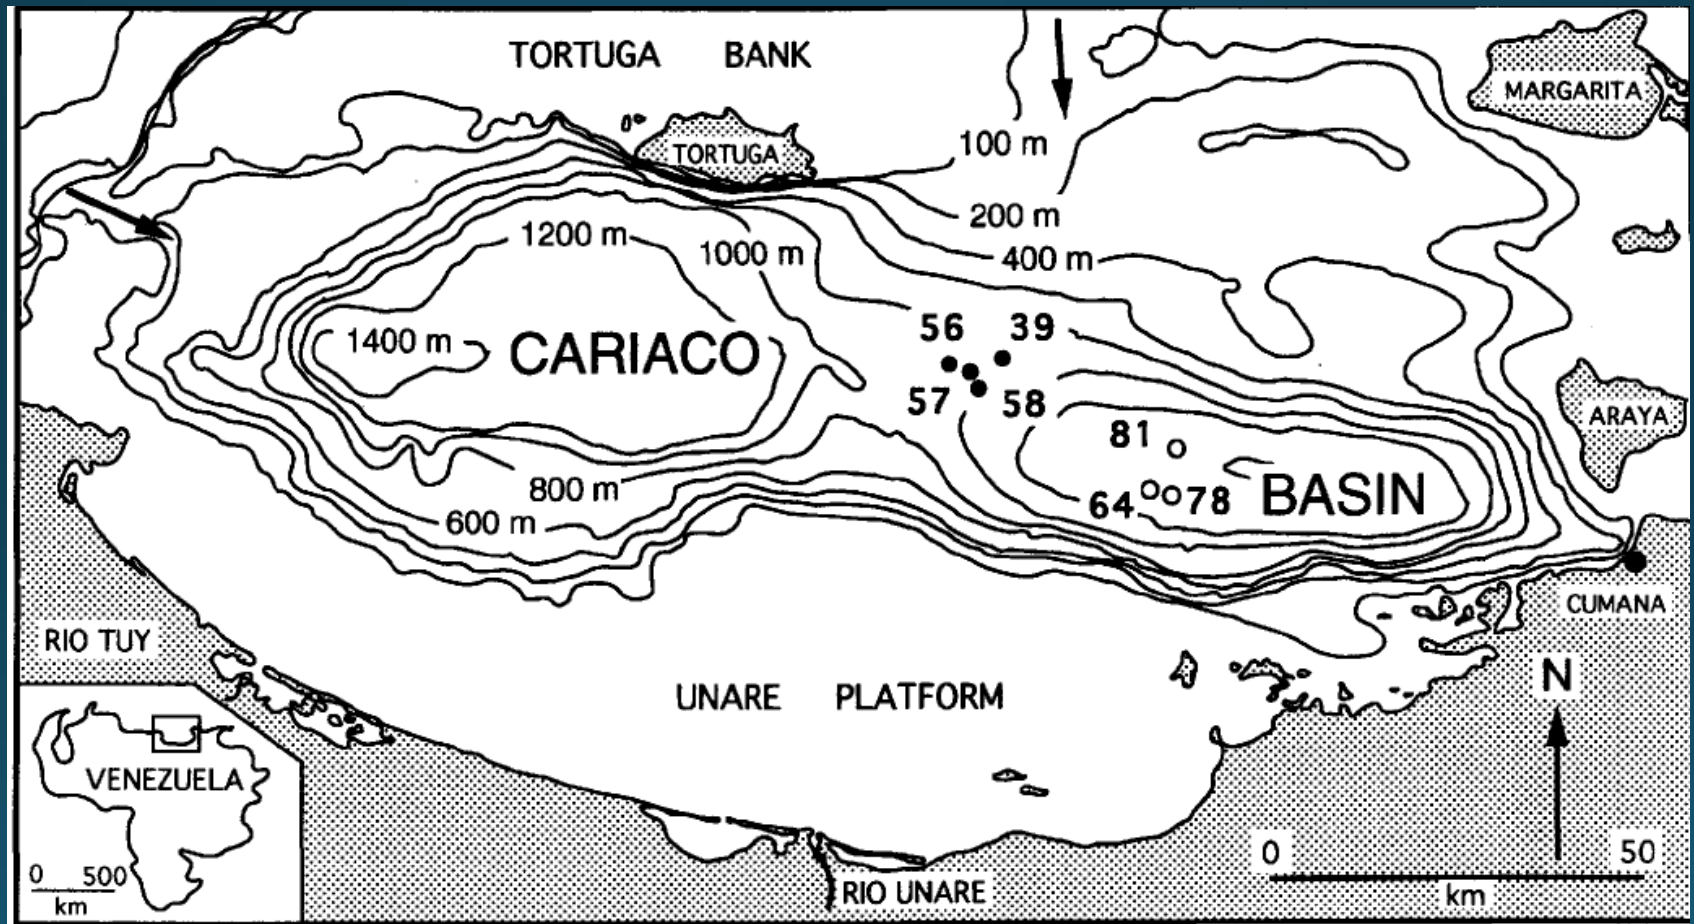 TORTUGA BANK
MARGARITA
100 m
TORTUGA
200 m
1200 m
1000 m
400 m
56 39
1400 m
CARIACO
57 58
ARAYA
81
800 m
64 78
BASIN
600 m
CUMANA
RIO TUY
N
UNARE PLATFORM
VENEZUELA
0 50
km
0 500
km
RIO UNARE